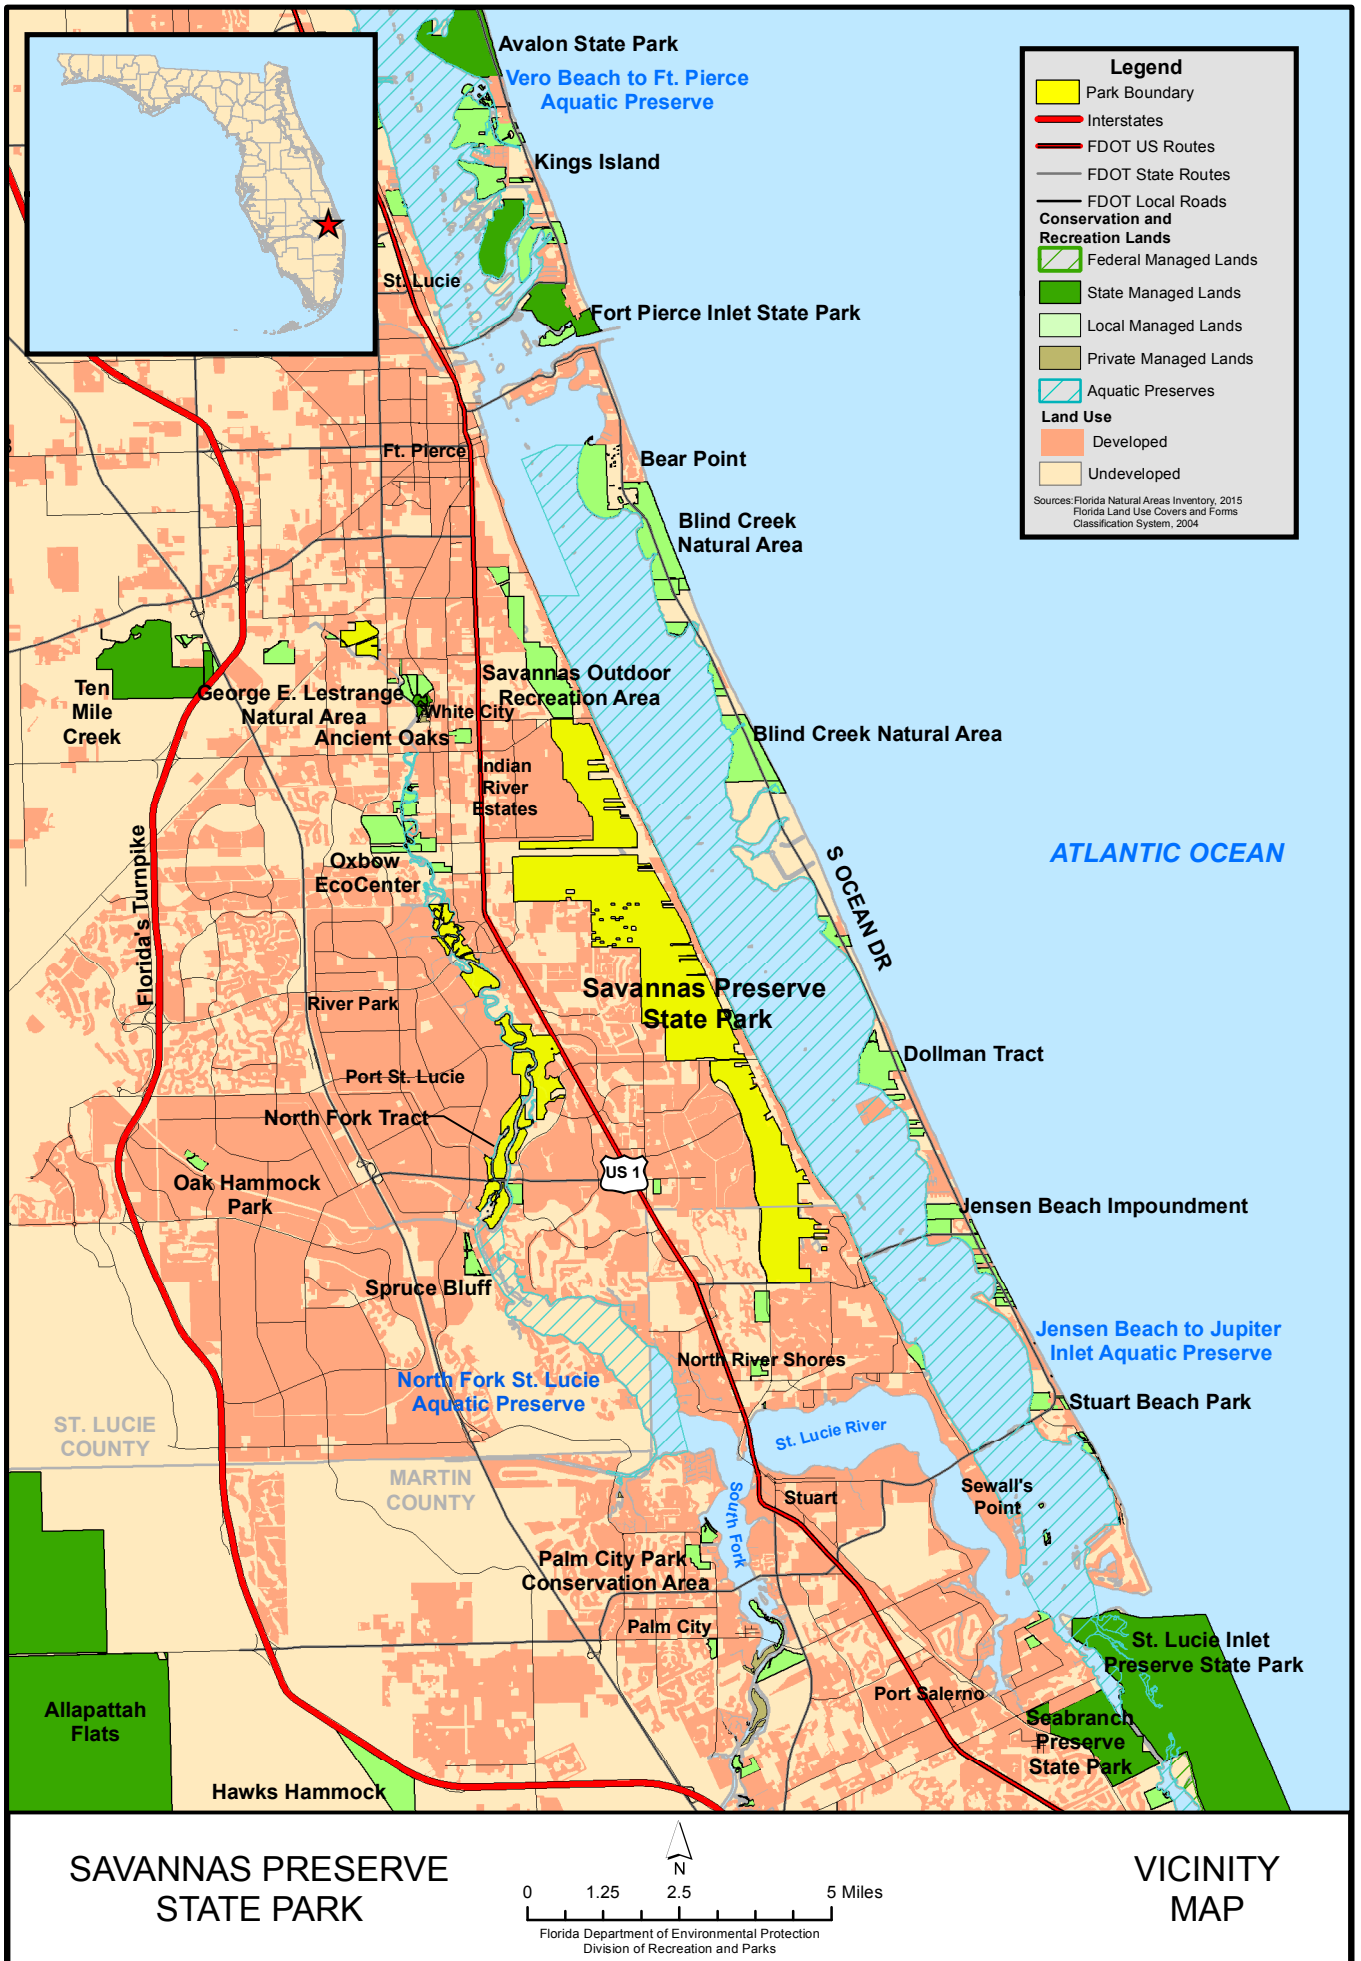 Avalon State Park
Vero Beach to Ft. Pierce
Aquatic Preserve
Kings Island
St. Lucie
Fort Pierce Inlet State Park
Ft. Pierce
Bear Point
Blind Creek
Natural Area
Legend
Park Boundary
Interstates
FDOT US Routes
FDOT State Routes
FDOT Local Roads
Conservation and
Recreation Lands
Federal Managed Lands
State Managed Lands
Local Managed Lands
Private Managed Lands
Aquatic Preserves
Land Use
Developed
Undeveloped
Sources:Florida Natural Areas Inventory, 2015
Florida Land Use Covers and Forms
Classification System, 2004
Ten
Mile
Creek
George E. Lestrange
Natural Area
Savannas Outdoor
Recreation Area
White City
Ancient Oaks
Indian
River
Estates
Blind Creek Natural Area
Florida's Turnpike
Oxbow
EcoCenter
S OCEAN DR
ATLANTIC OCEAN
River Park
Savannas Preserve
State Park
Dollman Tract
Port St. Lucie
North Fork Tract
US 1
Oak Hammock
Park
Jensen Beach Impoundment
Spruce Bluff
Jensen Beach to Jupiter
Inlet Aquatic Preserve
North River Shores
North Fork St. Lucie
Aquatic Preserve
Stuart Beach Park
ST. LUCIE
COUNTY
St. Lucie River
MARTIN
COUNTY
South Fork
Stuart
Sewall's
Point
Palm City Park
Conservation Area
Palm City
St. Lucie Inlet
Preserve State Park
Port Salerno
Allapattah
Flats
Seabranch
Preserve
State Park
Hawks Hammock
SAVANNAS PRESERVE
STATE PARK
N
0 1.25 2.5 5 Miles
Florida Department of Environmental Protection
Division of Recreation and Parks
VICINITY
MAP